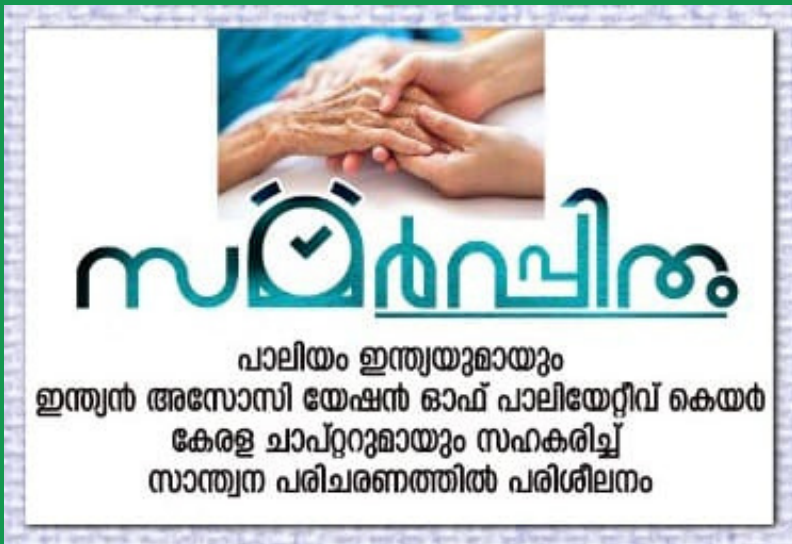 സമർപ്പിതം
പാലിയം ഇന്ത്യയുമായും
ഇന്ത്യൻ അസോസി യേഷൻ ഓഫ് പാലിയേറ്റീവ് കെയർ
കേരള ചാപ്റ്ററുമായും സഹകരിച്ച്
സാന്ത്വന പരിചരണത്തിൽ പരിശീലനം